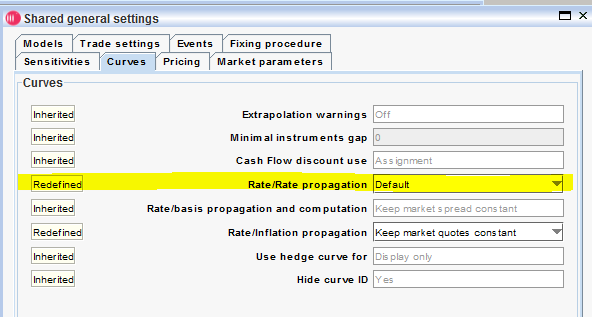 Shared general settings
Models Trade settings Events Fixing procedure
Sensitivities Curves Pricing Market parameters
Curves
Inherited Extrapolation warnings Off
Inherited Minimal instruments gap 0
Inherited Cash Flow discount use Assignment
Redefined Rate/Rate propagation Default
Inherited Rate/basis propagation and computation Keep market spread constant
Redefined Rate/Inflation propagation Keep market quotes constant
Inherited Use hedge curve for Display only
Inherited Hide curve ID Yes